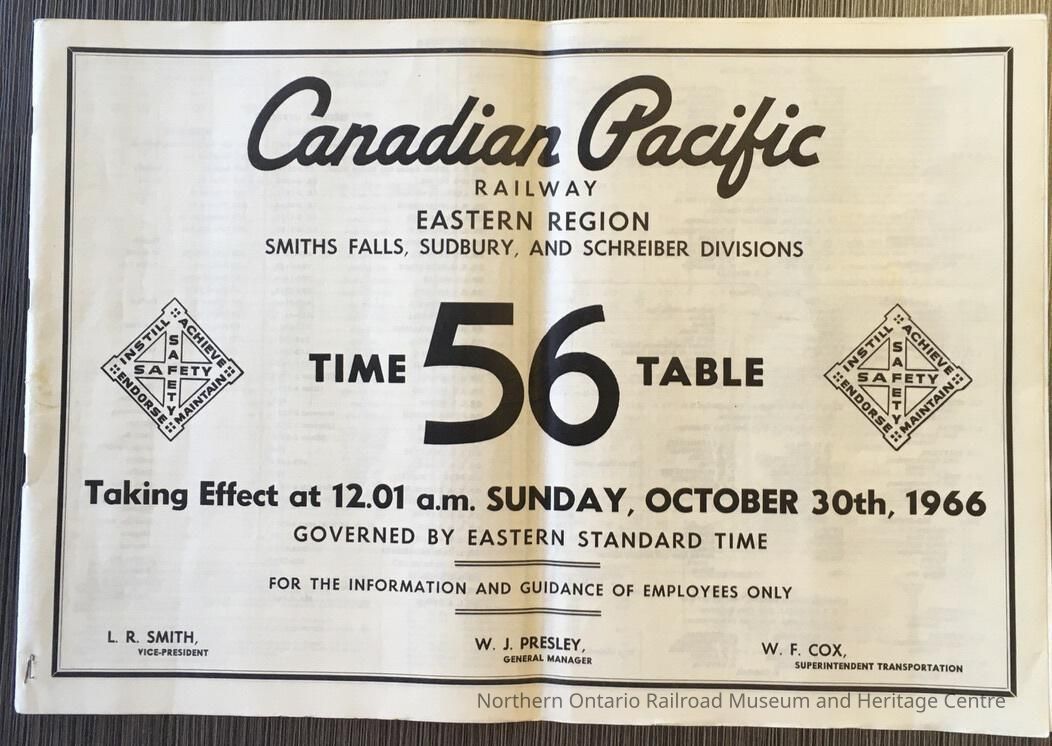 Canadian Pacific
RAILWAY
EASTERN REGION
SMITHS FALLS, SUDBURY, AND SCHREIBER DIVISIONS
INSTILL ACHIEVE
SAFETY
SAFETY
ENDORSE MAINTAIN
TIME 56 TABLE
INSTILL ACHIEVE
SAFETY
SAFETY
ENDORSE MAINTAIN
Taking Effect at 12.01 a.m. SUNDAY, OCTOBER 30th, 1966
GOVERNED BY EASTERN STANDARD TIME
FOR THE INFORMATION AND GUIDANCE OF EMPLOYEES ONLY
L. R. SMITH,
VICE-PRESIDENT
W. J. PRESLEY,
GENERAL MANAGER
W. F. COX,
SUPERINTENDENT TRANSPORTATION
Northern Ontario Railroad Museum and Heritage Centre